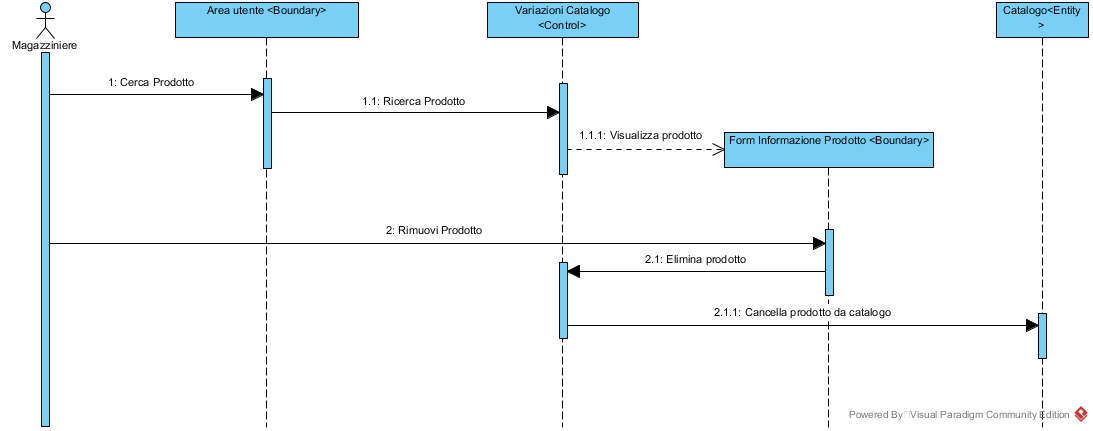 Area utente <Boundary>
Variazioni Catalogo
<Control>
Catalogo<Entity
>
Magazziniere
1: Cerca Prodotto
1.1: Ricerca Prodotto
1.1.1: Visualizza prodotto
Form Informazione Prodotto <Boundary>
2: Rimuovi Prodotto
2.1: Elimina prodotto
2.1.1: Cancella prodotto da catalogo
Powered By Visual Paradigm Community Edition